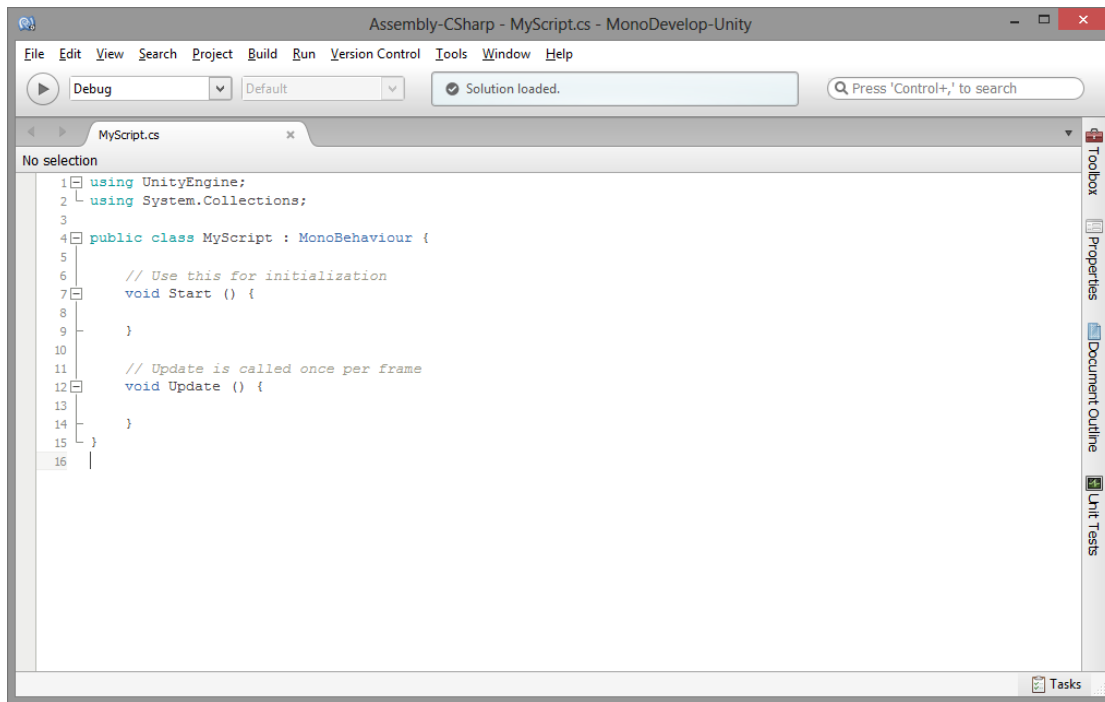 Assembly-CSharp - MyScript.cs - MonoDevelop-Unity
File Edit View Search Project Build Run Version Control Tools Window Help
Debug Default Solution loaded. Press 'Control+,' to search
MyScript.cs
No selection
1 using UnityEngine;
2 using System.Collections;
3
4 public class MyScript : MonoBehaviour {
5
6 // Use this for initialization
7 void Start () {
8
9 }
10
11 // Update is called once per frame
12 void Update () {
13
14 }
15 }
16
Toolbox
Properties
Document Outline
Unit Tests
Tasks